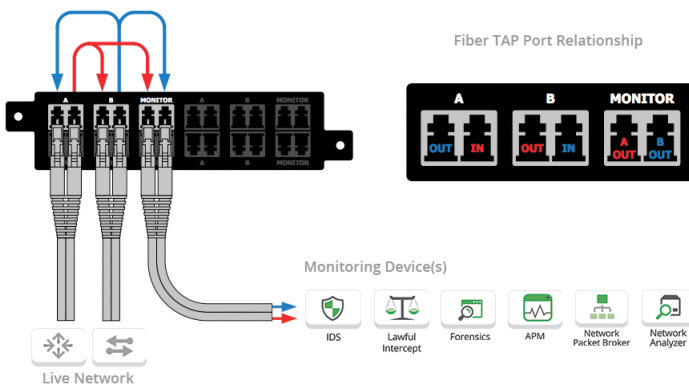 Fiber TAP Port Relationship
A B MONITOR A B MONITOR
A B MONITOR
A B MONITOR
OUT IN OUT IN A OUT B OUT
Monitoring Device(s)
IDS
Lawful Intercept
Forensics
APM
Network Packet Broker
Network Analyzer
Live Network